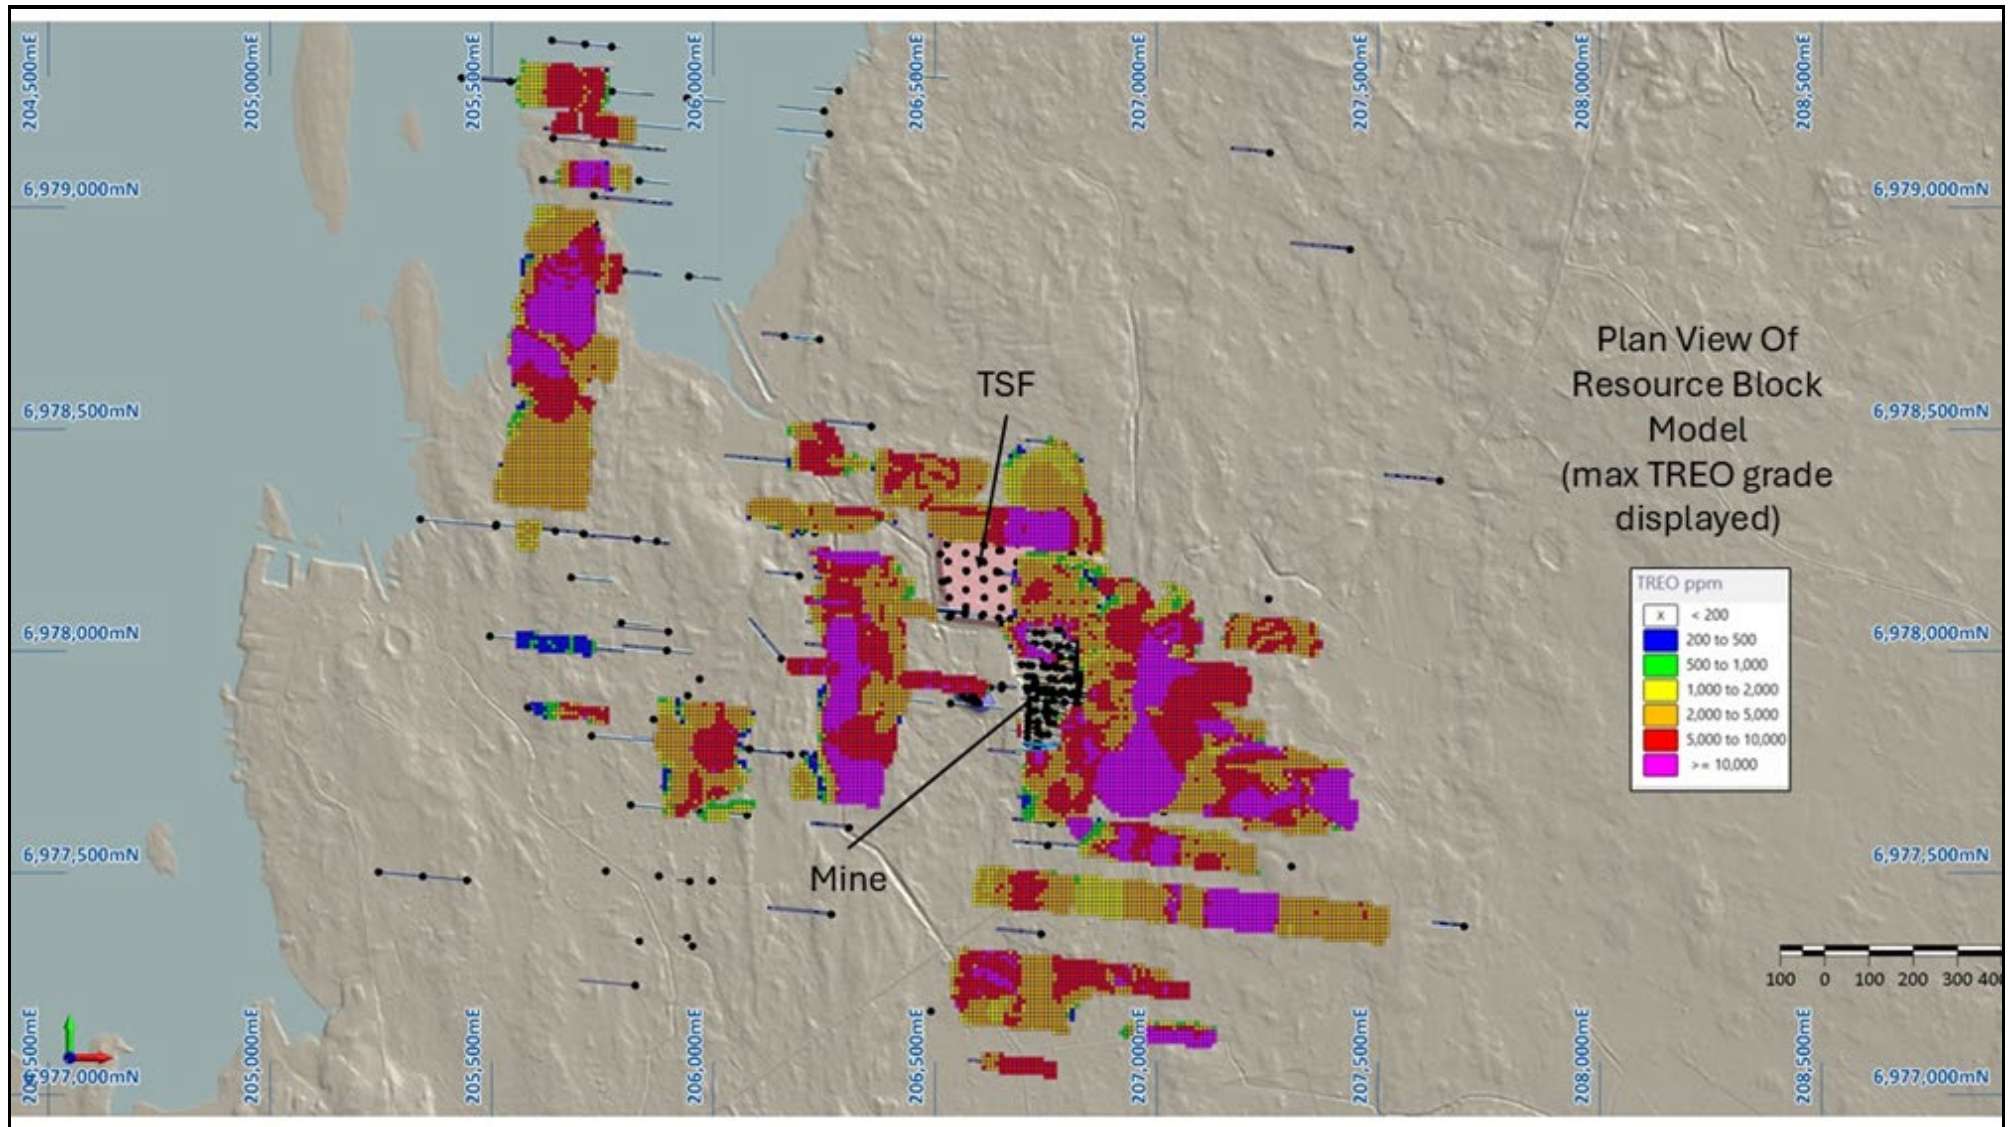 204,500mE
205,000mE
205,500mE
206,000mE
206,500mE
207,000mE
207,500mE
208,000mE
208,500mE
6,979,000mN
6,979,000mN
TSF
Plan View Of
Resource Block
Model
(max TREO grade
displayed)
6,978,500mN
6,978,500mN
TREO ppm
x < 200
200 to 500
500 to 1,000
1,000 to 2,000
2,000 to 5,000
5,000 to 10,000
>= 10,000
6,978,000mN
6,978,000mN
6,977,500mN
6,977,500mN
Mine
100 0 100 200 300 400
204,500mE
205,000mE
205,500mE
206,000mE
206,500mE
207,000mE
207,500mE
208,000mE
208,500mE
6,977,000mN
6,977,000mN